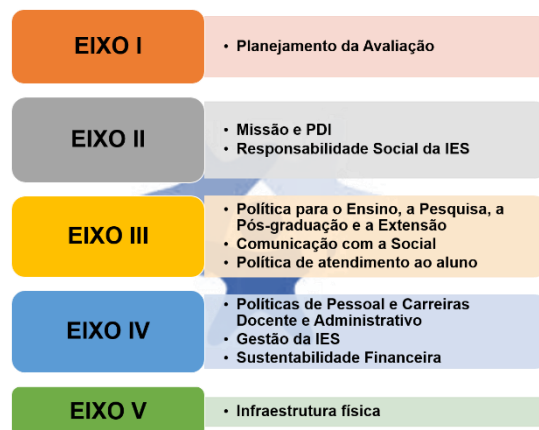 EIXO I
• Planejamento da Avaliação
EIXO II
• Missão e PDI
• Responsabilidade Social da IES
EIXO III
• Política para o Ensino, a Pesquisa, a
Pós-graduação e a Extensão
• Comunicação com a Social
• Política de atendimento ao aluno
EIXO IV
• Políticas de Pessoal e Carreiras
Docente e Administrativo
• Gestão da IES
• Sustentabilidade Financeira
EIXO V
• Infraestrutura física